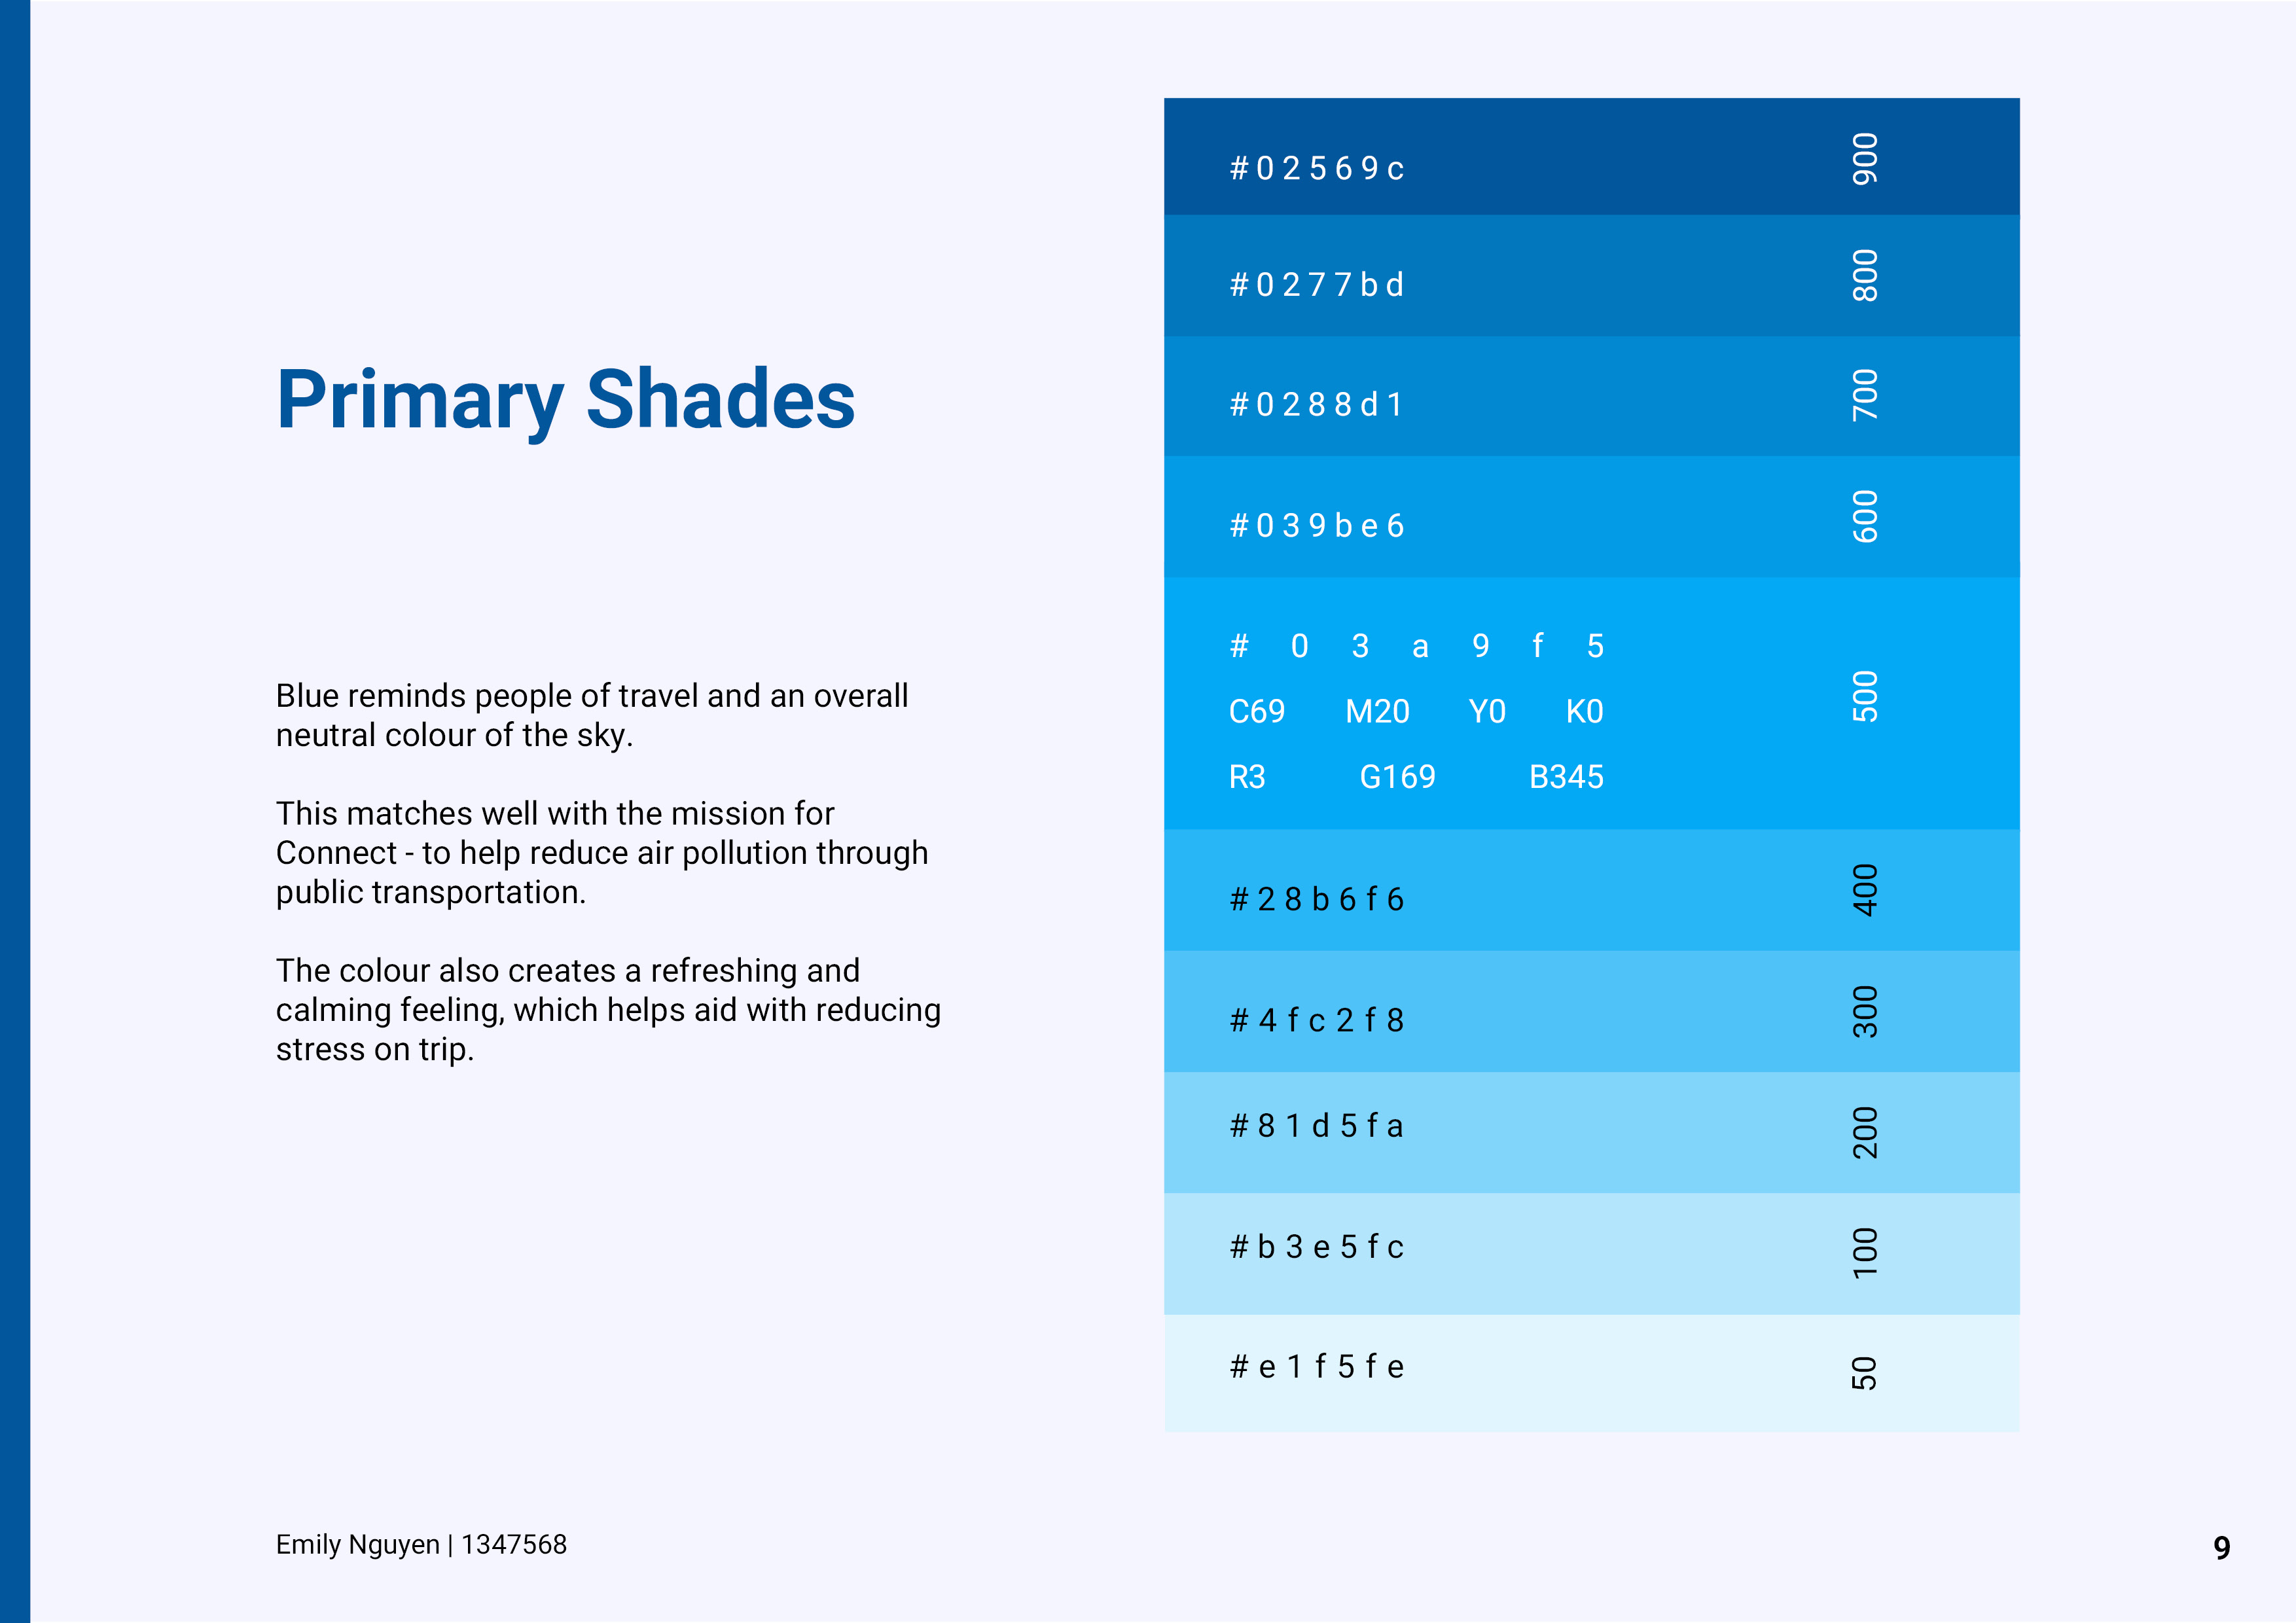 Primary Shades
Blue reminds people of travel and an overall
neutral colour of the sky.
This matches well with the mission for
Connect - to help reduce air pollution through
public transportation.
The colour also creates a refreshing and
calming feeling, which helps aid with reducing
stress on trip.
#02569c 900
#0277bd 800
#0288d1 700
#039be6 600
#03a9f5
C69 M20 Y0 K0 500
R3 G169 B345
#28b6f6 400
#4fc2f8 300
#81d5fa 200
#b3e5fc 100
#e1f5fe 50
Emily Nguyen | 1347568
9